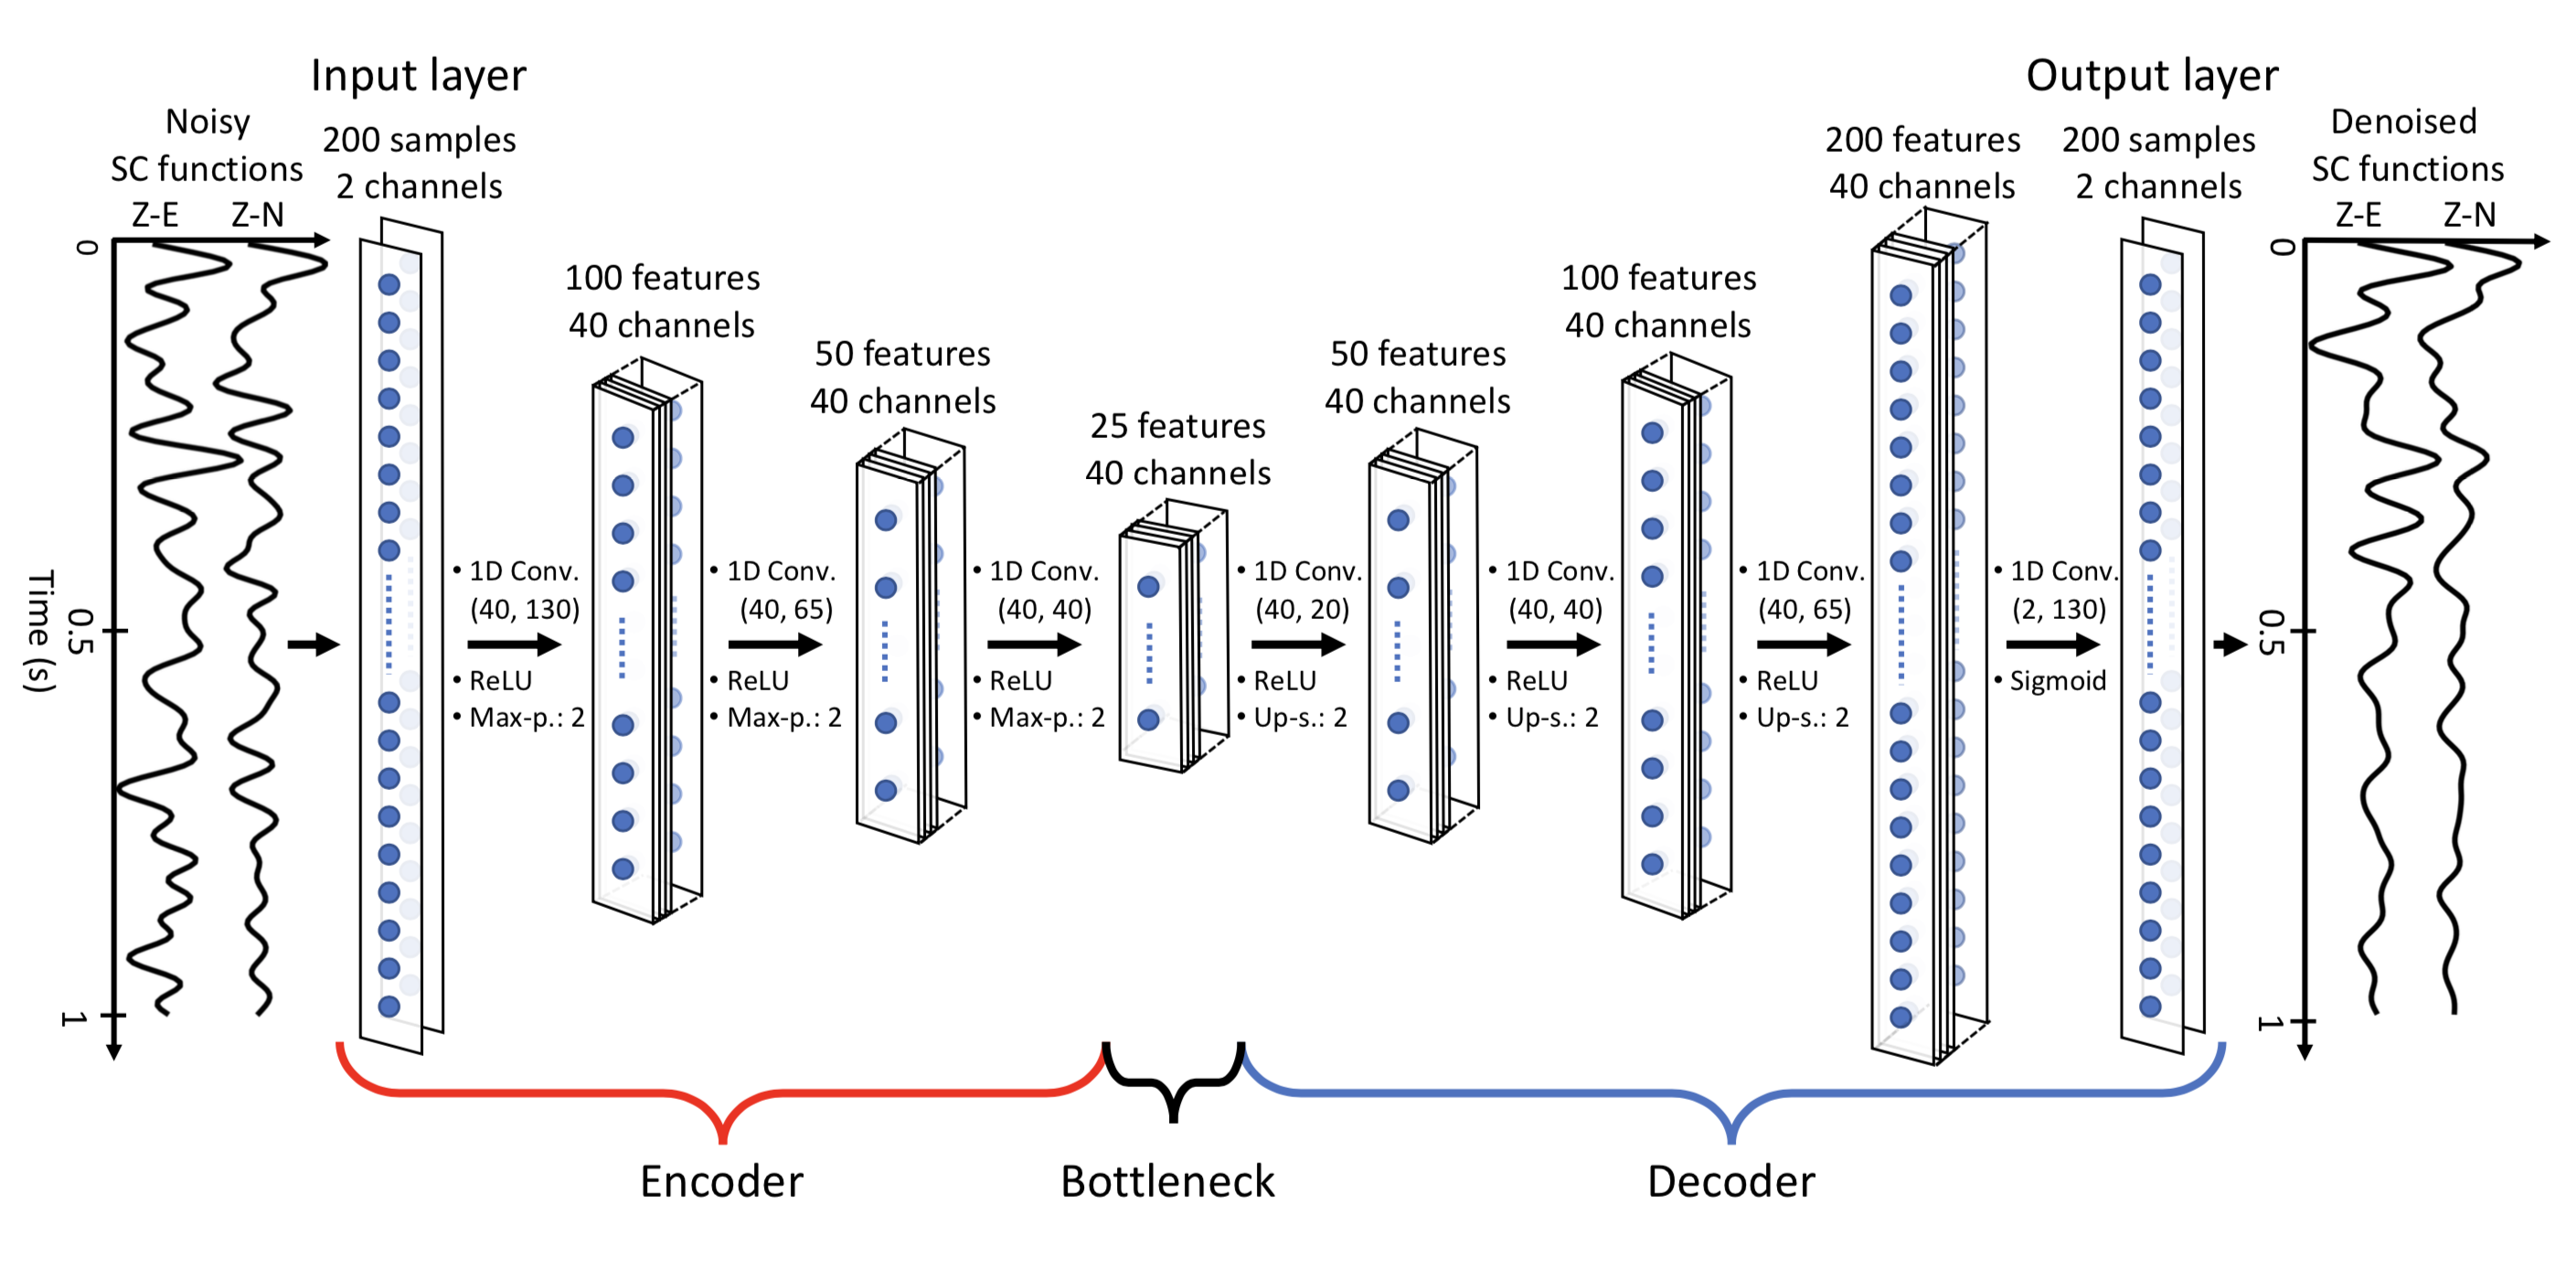 Input layer
Noisy
SC functions
Z-E Z-N
200 samples
2 channels
0
0.5
1
Time (s)
• 1D Conv.
(40, 130)
• ReLU
• Max-p.: 2
100 features
40 channels
• 1D Conv.
(40, 65)
• ReLU
• Max-p.: 2
50 features
40 channels
• 1D Conv.
(40, 40)
• ReLU
• Max-p.: 2
25 features
40 channels
• 1D Conv.
(40, 20)
• ReLU
• Up-s.: 2
50 features
40 channels
• 1D Conv.
(40, 40)
• ReLU
• Up-s.: 2
100 features
40 channels
• 1D Conv.
(40, 65)
• ReLU
• Up-s.: 2
200 features
40 channels
• 1D Conv.
(2, 130)
• Sigmoid
Output layer
200 samples
2 channels
Denoised
SC functions
Z-E Z-N
0
0.5
1
Encoder
Bottleneck
Decoder